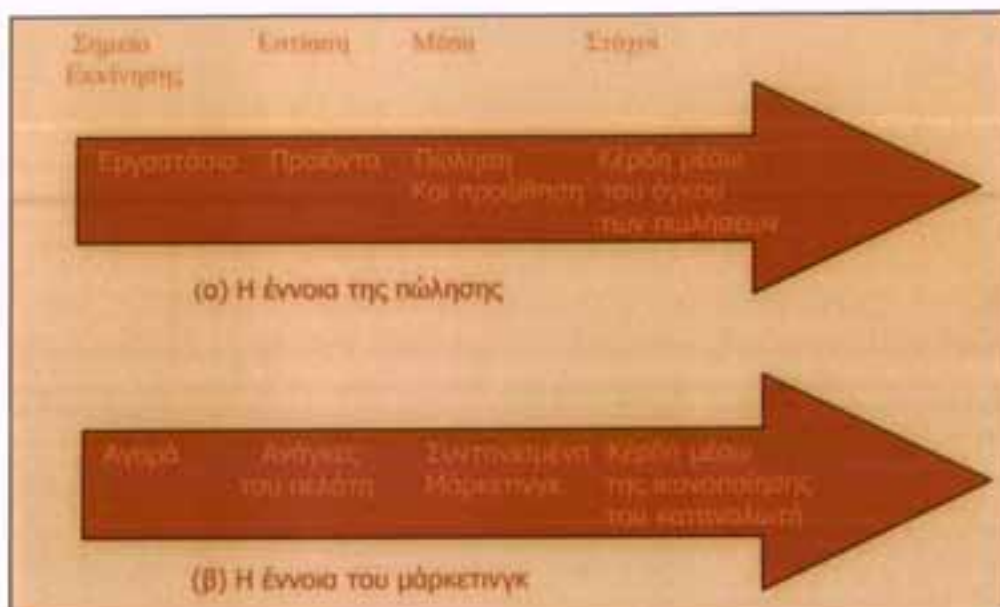 Σημείο Εστίαση Μέσα Στόχοι
Εκκίνησης
Εργοστάσιο Προϊόντα Πώληση Κέρδη μέσω
Και προώθηση του όγκου
των πωλήσεων
(α) Η έννοια της πώλησης
Αγορά Ανάγκες Συντονισμένο Κέρδη μέσω
του πελάτη Μάρκετινγκ της ικανοποίησης
του καταναλωτή
(β) Η έννοια του μάρκετινγκ